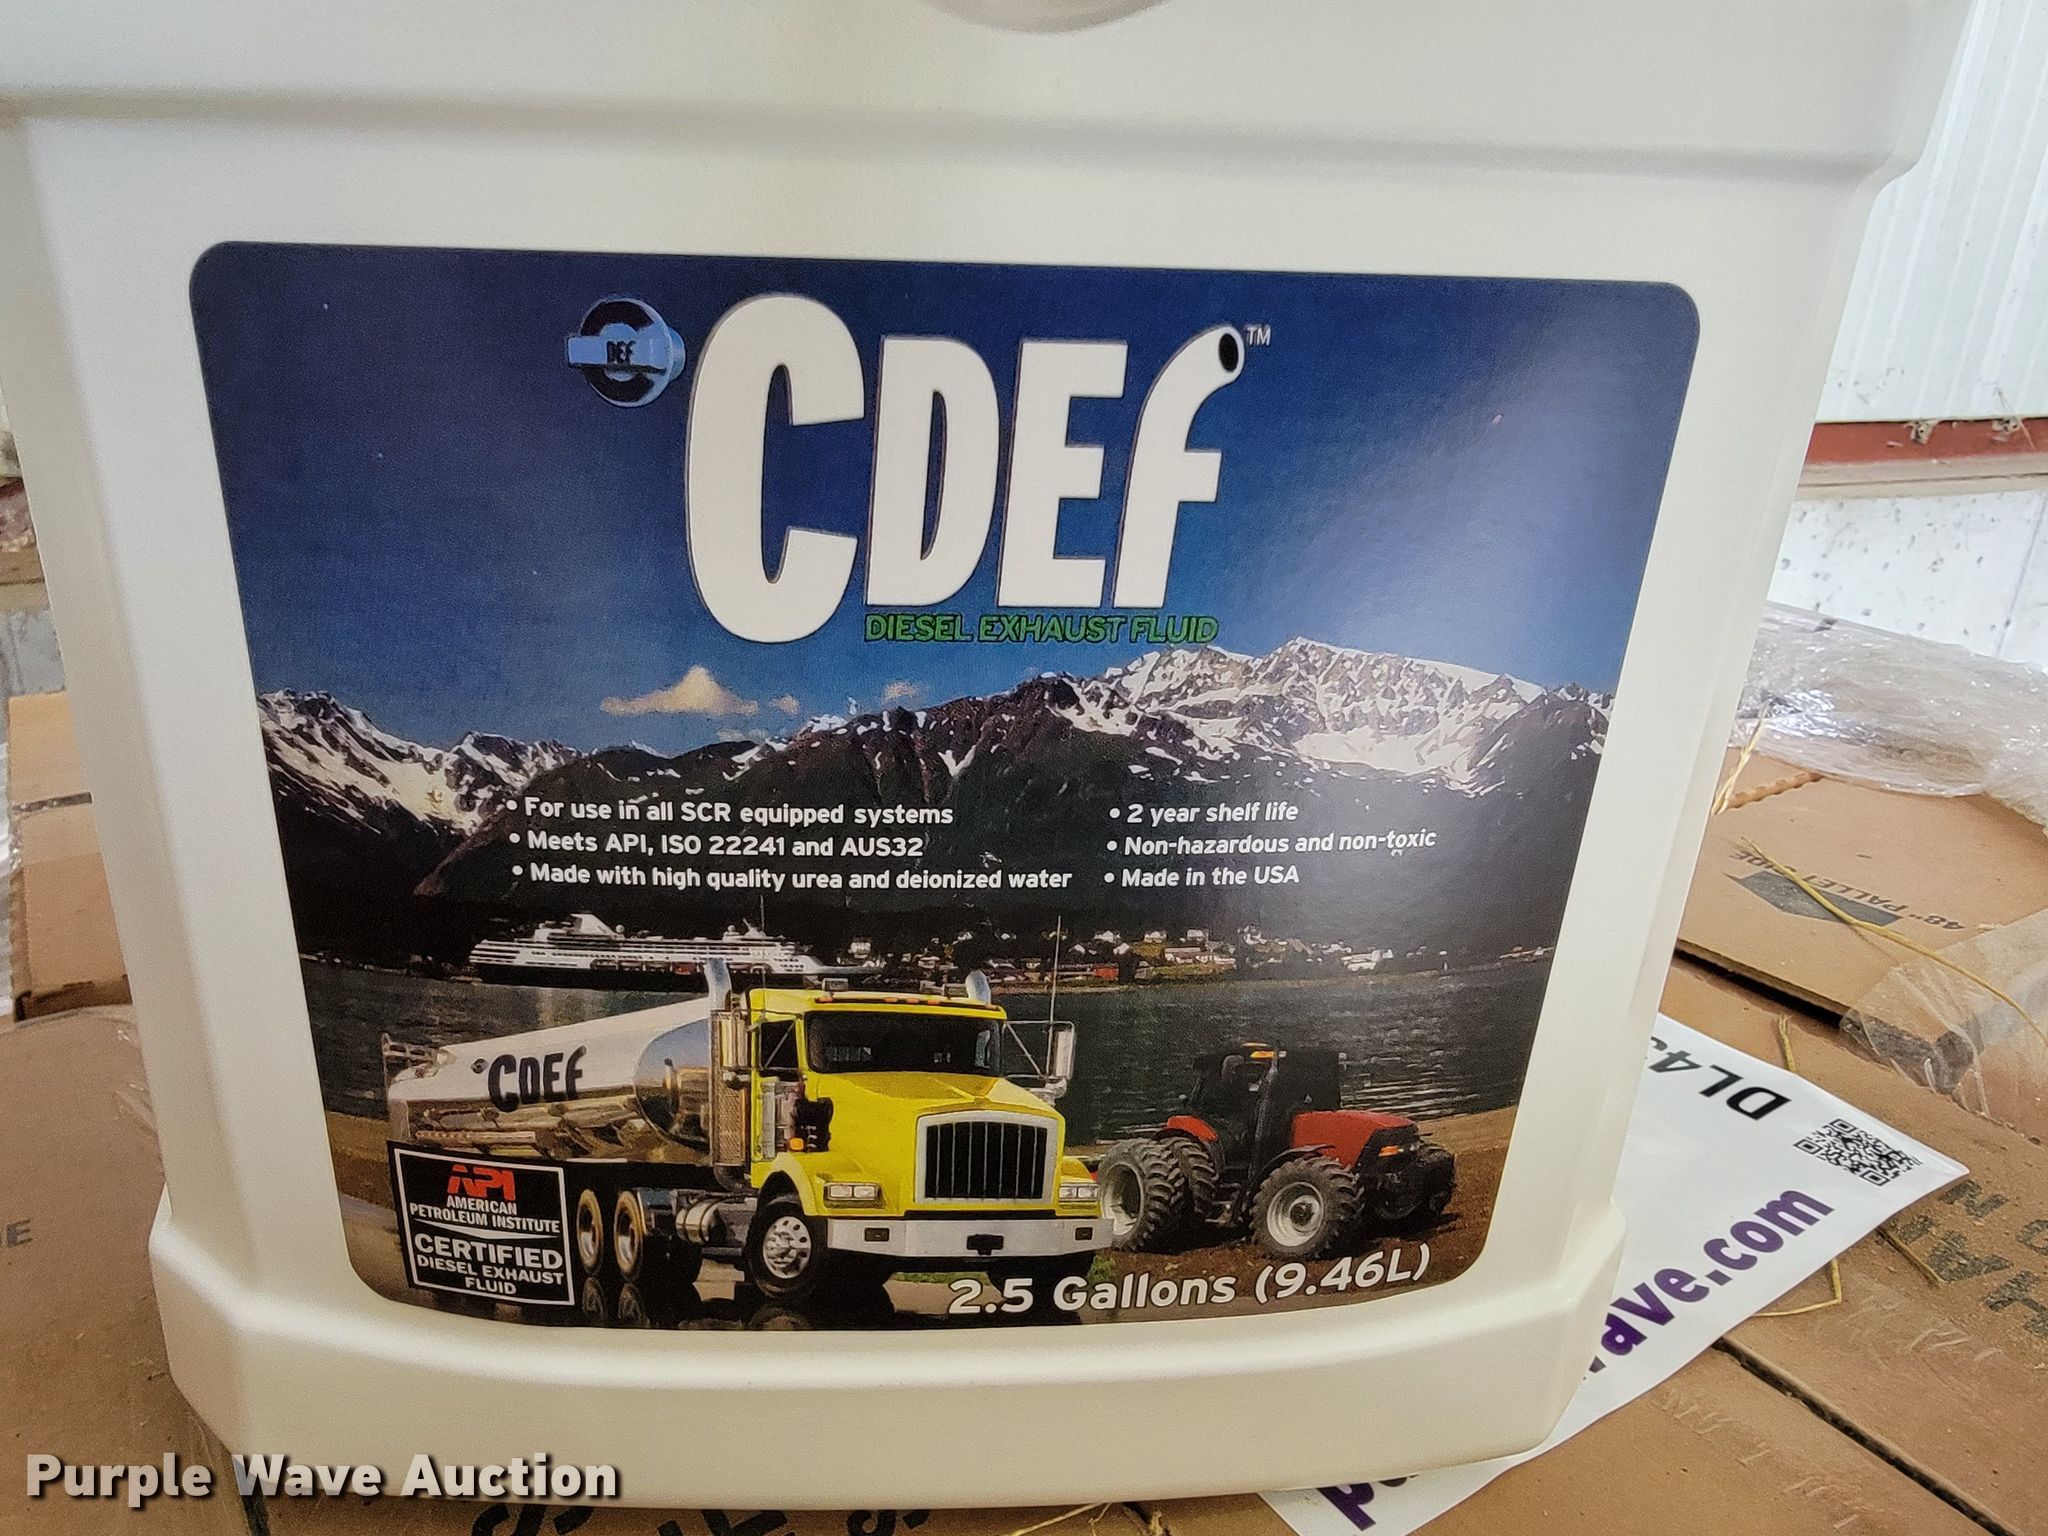 DEF
CDEF™
DIESEL EXHAUST FLUID
• For use in all SCR equipped systems
• Meets API, ISO 22241 and AUS32
• Made with high quality urea and deionized water
• 2 year shelf life
• Non-hazardous and non-toxic
• Made in the USA
CDEF
API
AMERICAN
PETROLEUM INSTITUTE
CERTIFIED
DIESEL EXHAUST
FLUID
2.5 Gallons (9.46L)
48" PALLET SIDE
Purple Wave Auction